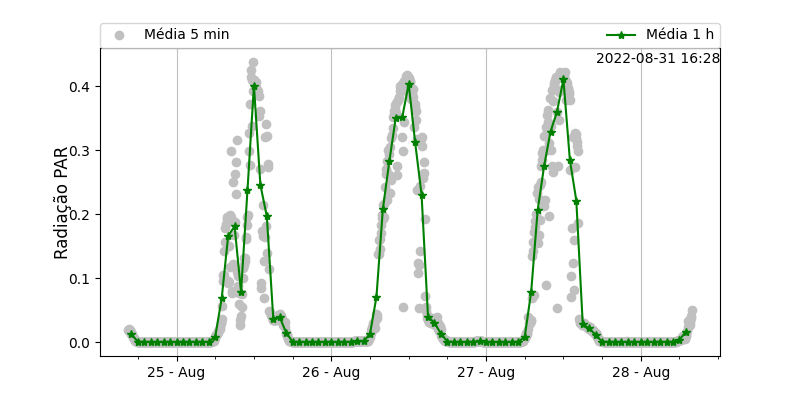 Média 5 min
Média 1 h
2022-08-31 16:28
Radiação PAR
0.4
0.3
0.2
0.1
0.0
25 - Aug
26 - Aug
27 - Aug
28 - Aug